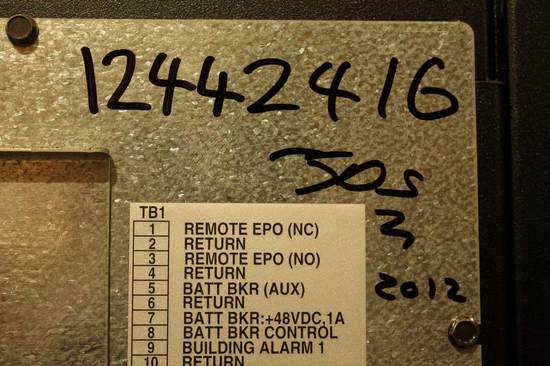 12442416
JOS
3
2012
TB1
1 REMOTE EPO (NC)
2 RETURN
3 REMOTE EPO (NO)
4 RETURN
5 BATT BKR (AUX)
6 RETURN
7 BATT BKR:+48VDC,1A
8 BATT BKR CONTROL
9 BUILDING ALARM 1
10 RETURN